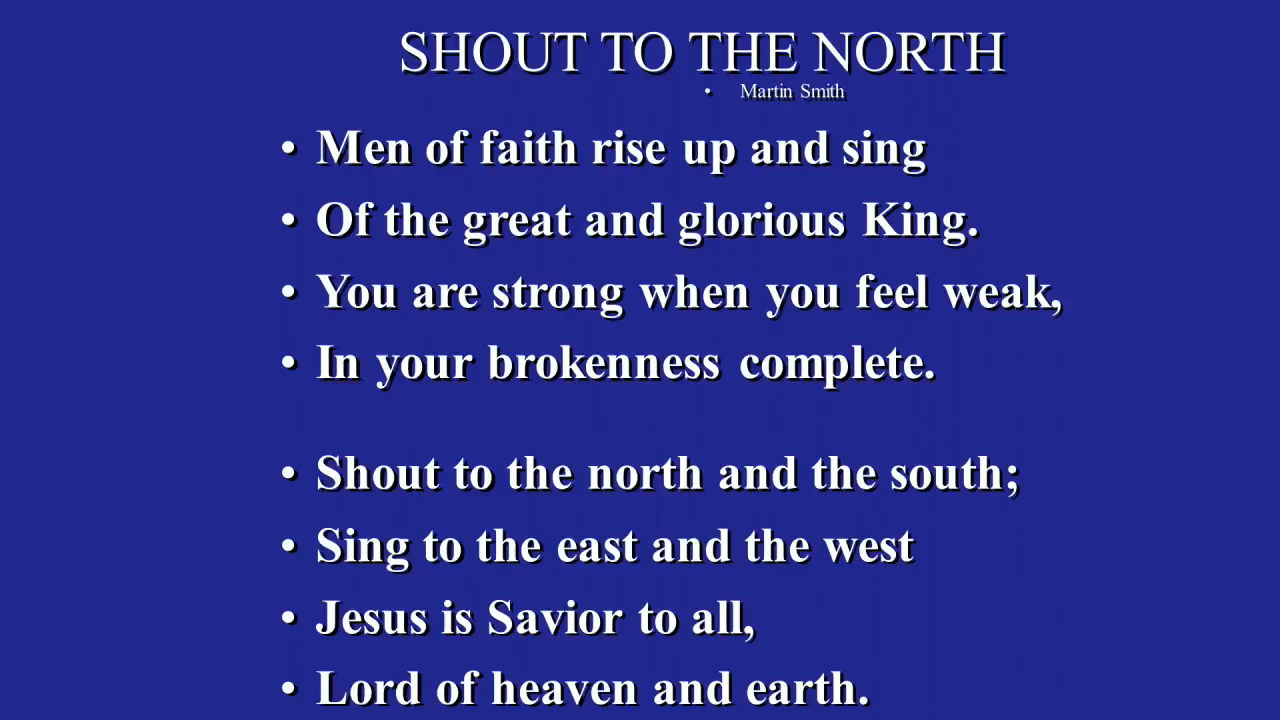 SHOUT TO THE NORTH
• Martin Smith
• Men of faith rise up and sing
• Of the great and glorious King.
• You are strong when you feel weak,
• In your brokenness complete.
• Shout to the north and the south;
• Sing to the east and the west
• Jesus is Savior to all,
• Lord of heaven and earth.